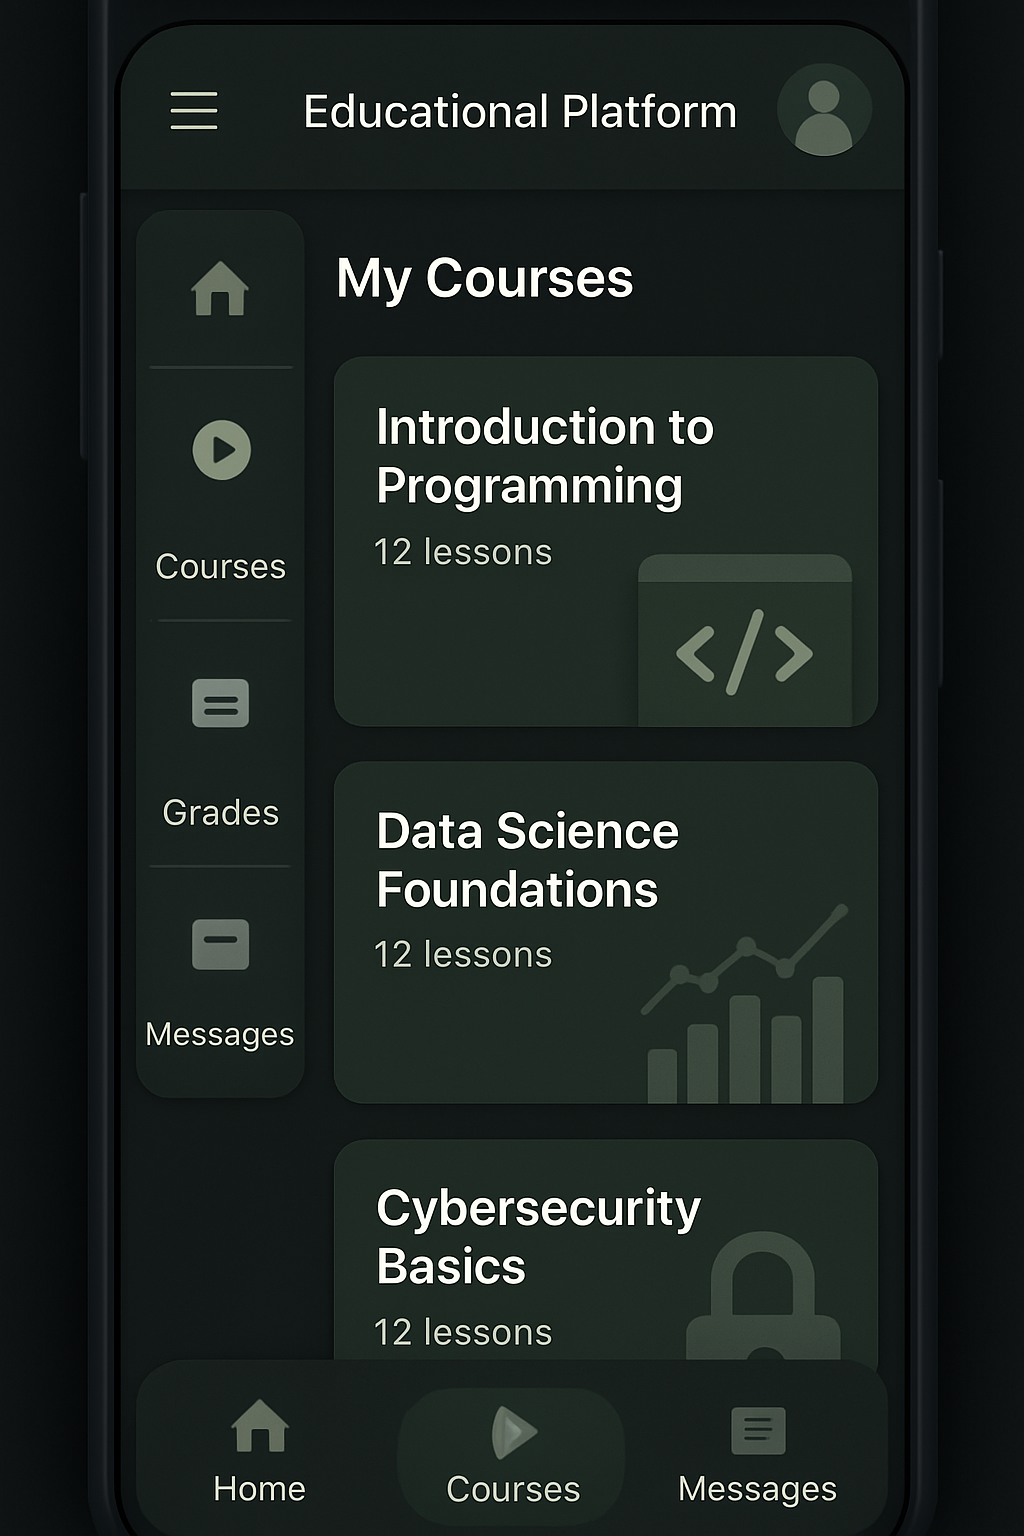 Educational Platform
My Courses
Introduction to
Programming
12 lessons
</>
Data Science
Foundations
12 lessons
Cybersecurity
Basics
12 lessons
Courses
Grades
Messages
Home
Courses
Messages